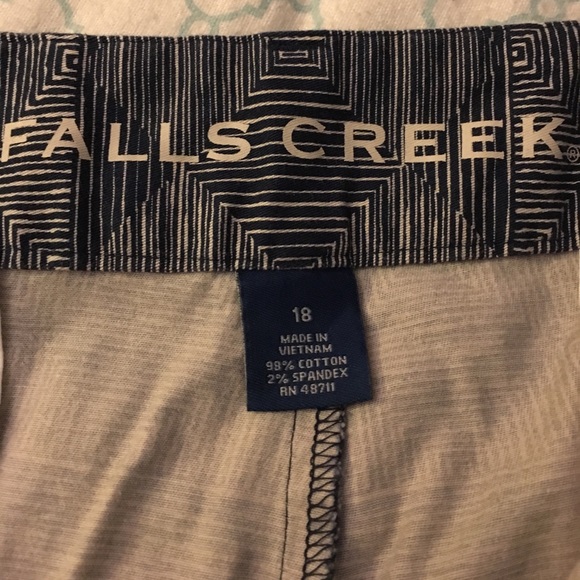 FALLS CREEK®
18
MADE IN
VIETNAM
98% COTTON
2% SPANDEX
RN 48711